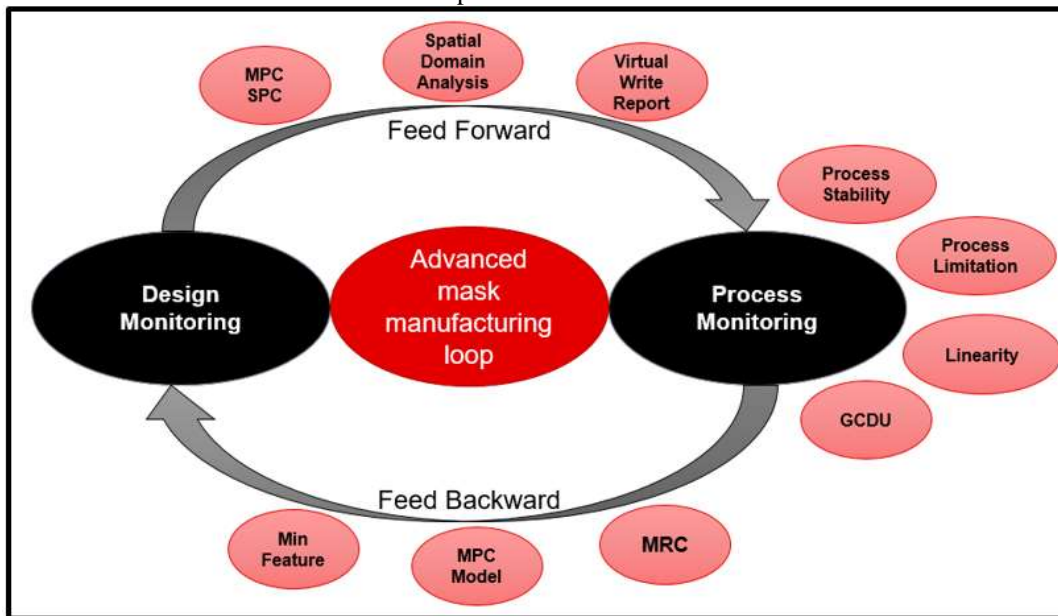 MPC
SPC
Spatial
Domain
Analysis
Virtual
Write
Report
Feed Forward
Process
Stability
Process
Limitation
Design
Monitoring
Advanced
mask
manufacturing
loop
Process
Monitoring
Linearity
GCDU
Feed Backward
Min
Feature
MPC
Model
MRC